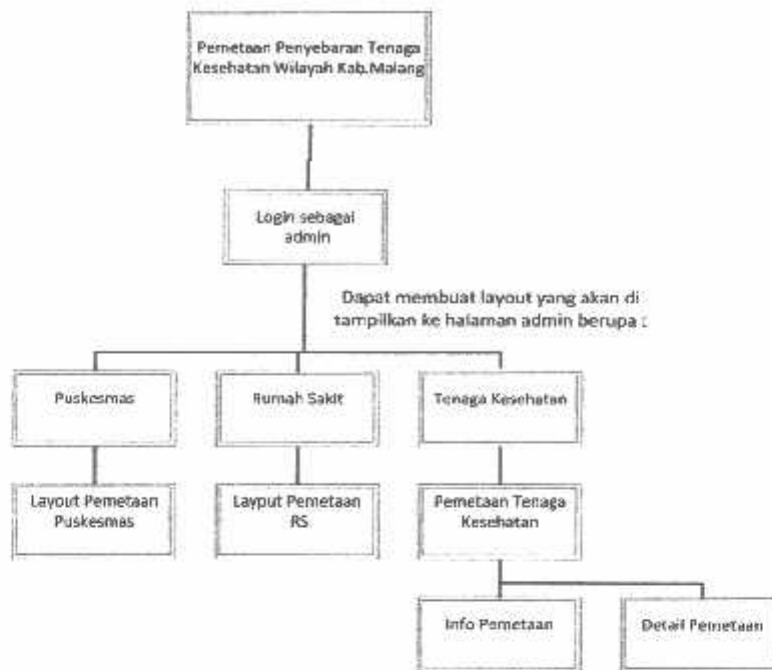 Pemetaan Penyebaran Tenaga
Kesehatan Wilayah Kab.Malang
Login sebagai
admin
Dapat membuat layout yang akan di
tampilkan ke halaman admin berupa :
Puskesmas
Rumah Sakit
Tenaga Kesehatan
Layout Pemetaan
Puskesmas
Layput Pemetaan
RS
Pemetaan Tenaga
Kesehatan
Info Pemetaan
Detail Pemetaan